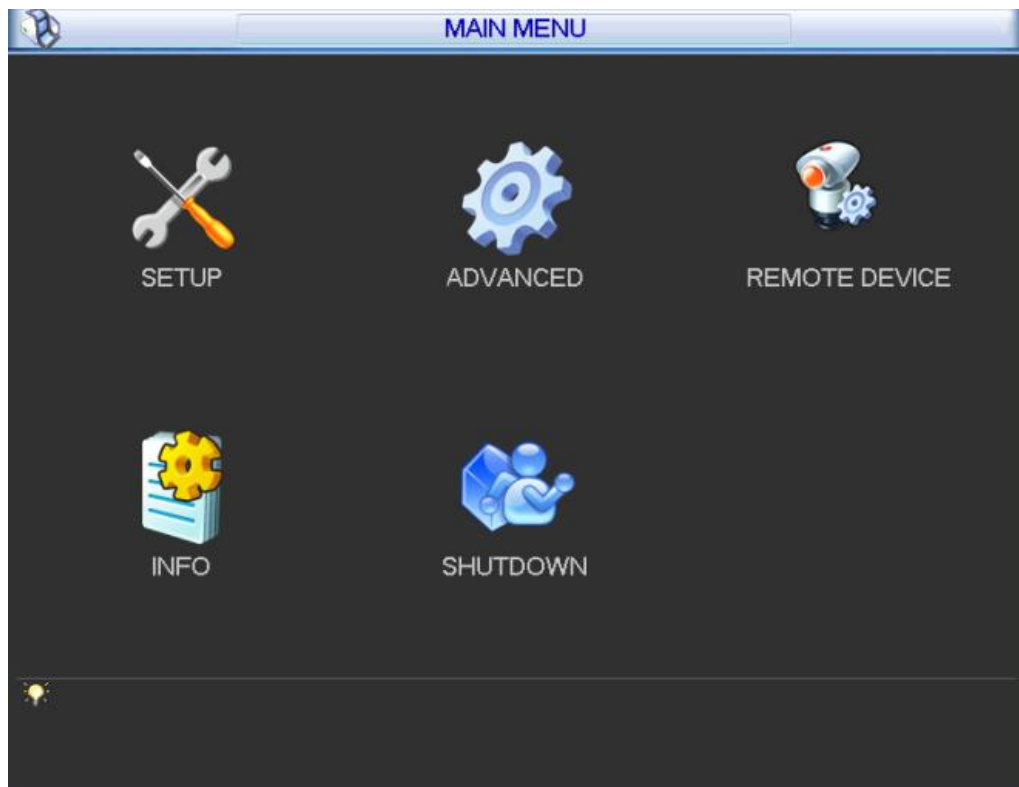 MAIN MENU
SETUP
ADVANCED
REMOTE DEVICE
INFO
SHUTDOWN